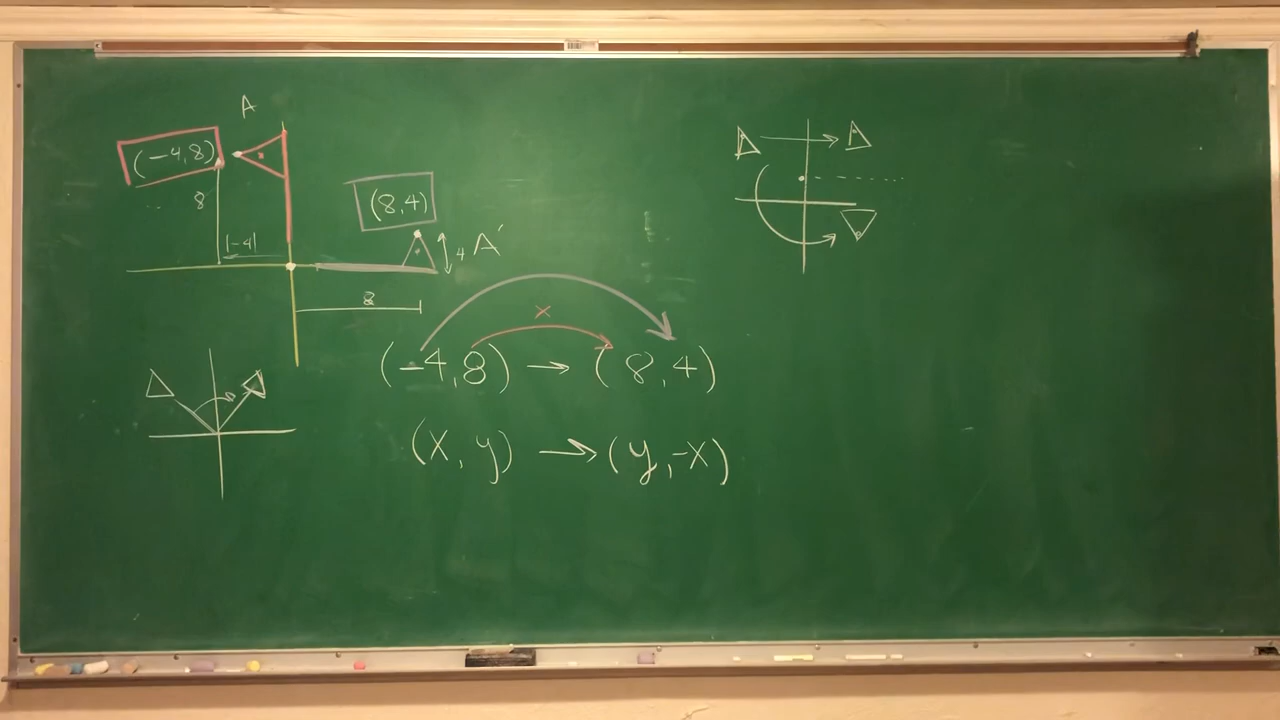 A
(-4,8)
8
|-4|
(8,4)
4 A'
8
x
(-4,8) → (8,4)
(x, y) → (y,-x)